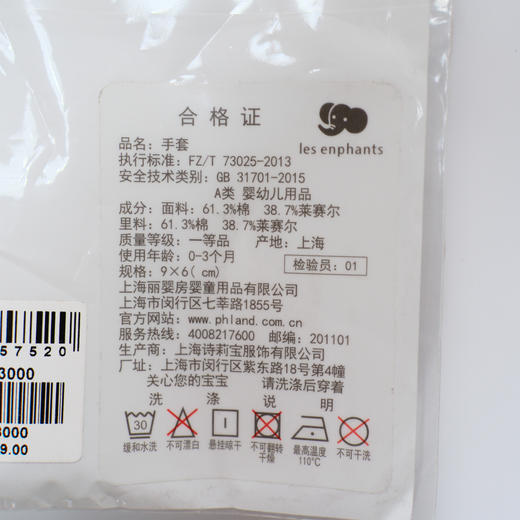 合格证
les enphants
品名：手套
执行标准：FZ/T 73025-2013
安全技术类别：GB 31701-2015
A类 婴幼儿用品
成分：面料：61.3%棉 38.7%莱赛尔
里料：61.3%棉 38.7%莱赛尔
质量等级：一等品 产地：上海
使用年龄：0-3个月
规格：9×6(cm)
检验员：01
上海丽婴房婴童用品有限公司
上海市闵行区七莘路1855号
官方网站：www.phland.com.cn
服务热线：4008217600 邮编：201101
生产商：上海诗莉宝服饰有限公司
厂址：上海市闵行区紫东路18号第4幢
关心您的宝宝 请洗涤后穿着
洗涤说明
30
缓和水洗
不可漂白
悬挂晾干
不可翻转干燥
最高温度110℃
不可干洗
57520
3000
3000
9.00